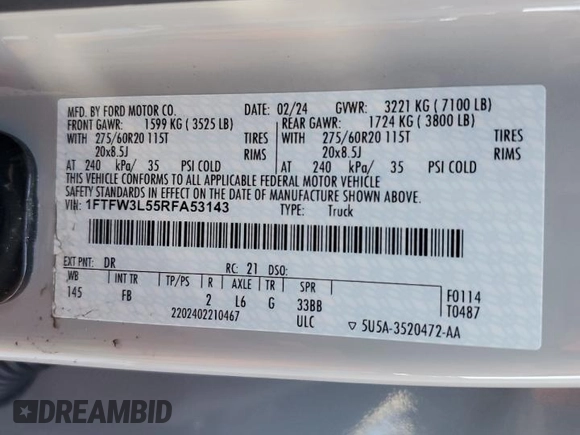 MFD. BY FORD MOTOR CO. DATE: 02/24 GVWR: 3221 KG ( 7100 LB)
FRONT GAWR: 1599 KG ( 3525 LB) REAR GAWR: 1724 KG ( 3800 LB)
WITH 275/60R20 115T TIRES WITH 275/60R20 115T TIRES
20x8.5J RIMS 20x8.5J RIMS
AT 240 kPa/ 35 PSI COLD AT 240 kPa/ 35 PSI COLD
THIS VEHICLE CONFORMS TO ALL APPLICABLE FEDERAL MOTOR VEHICLE
SAFETY STANDARDS IN EFFECT ON THE DATE OF MANUFACTURE SHOWN ABOVE.
VIN: 1FTFW3L55RFA53143 TYPE: Truck
EXT PNT: DR RC: 21 DSO:
WB INT TR TP/PS R AXLE TR SPR F0114
145 FB 2 L6 G 33BB T0487
2202402210467 ULC 5U5A-3520472-AA
DREAMBID